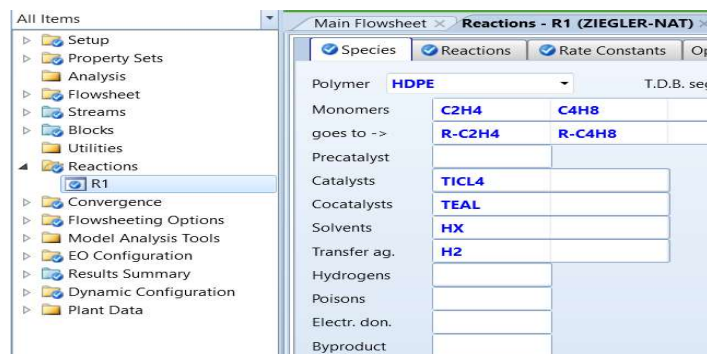 All Items
Setup
Property Sets
Analysis
Flowsheet
Streams
Blocks
Utilities
Reactions
R1
Convergence
Flowsheeting Options
Model Analysis Tools
EO Configuration
Results Summary
Dynamic Configuration
Plant Data
Main Flowsheet × Reactions - R1 (ZIEGLER-NAT) ×
Species Reactions Rate Constants Op
Polymer HDPE T.D.B. seg
Monomers C2H4 C4H8
goes to -> R-C2H4 R-C4H8
Precatalyst
Catalysts TICL4
Cocatalysts TEAL
Solvents HX
Transfer ag. H2
Hydrogens
Poisons
Electr. don.
Byproduct